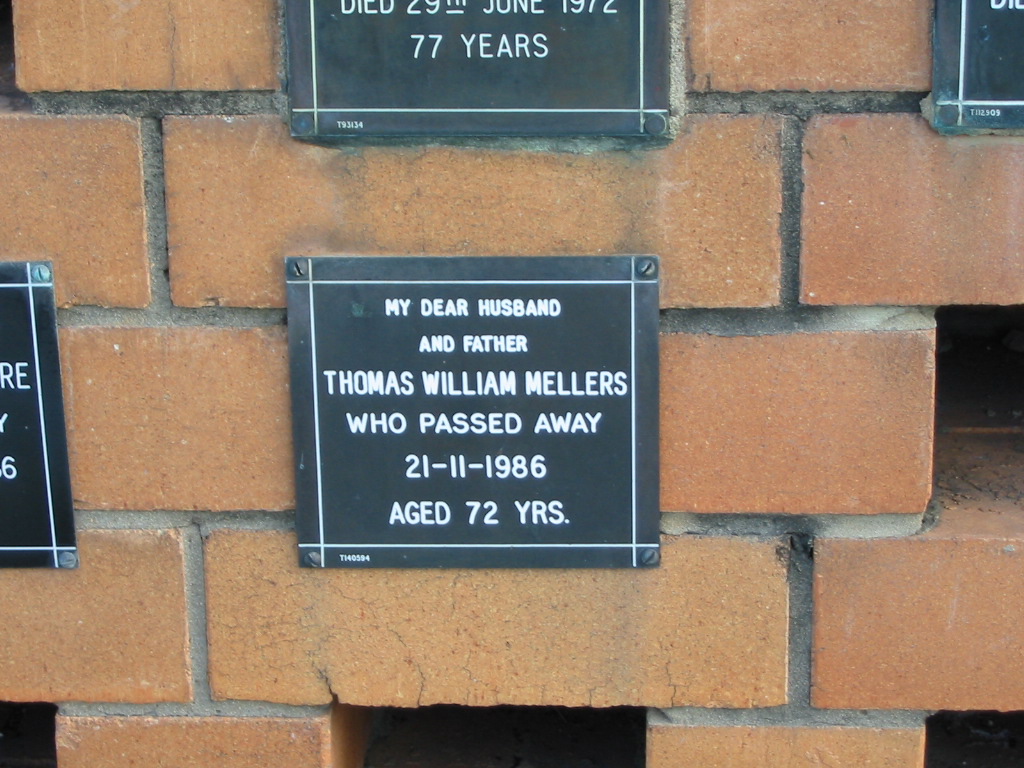 DIED 29TH JUNE 1972
77 YEARS
T93134
T112909
MY DEAR HUSBAND
AND FATHER
THOMAS WILLIAM MELLERS
WHO PASSED AWAY
21-11-1986
AGED 72 YRS.
T140594